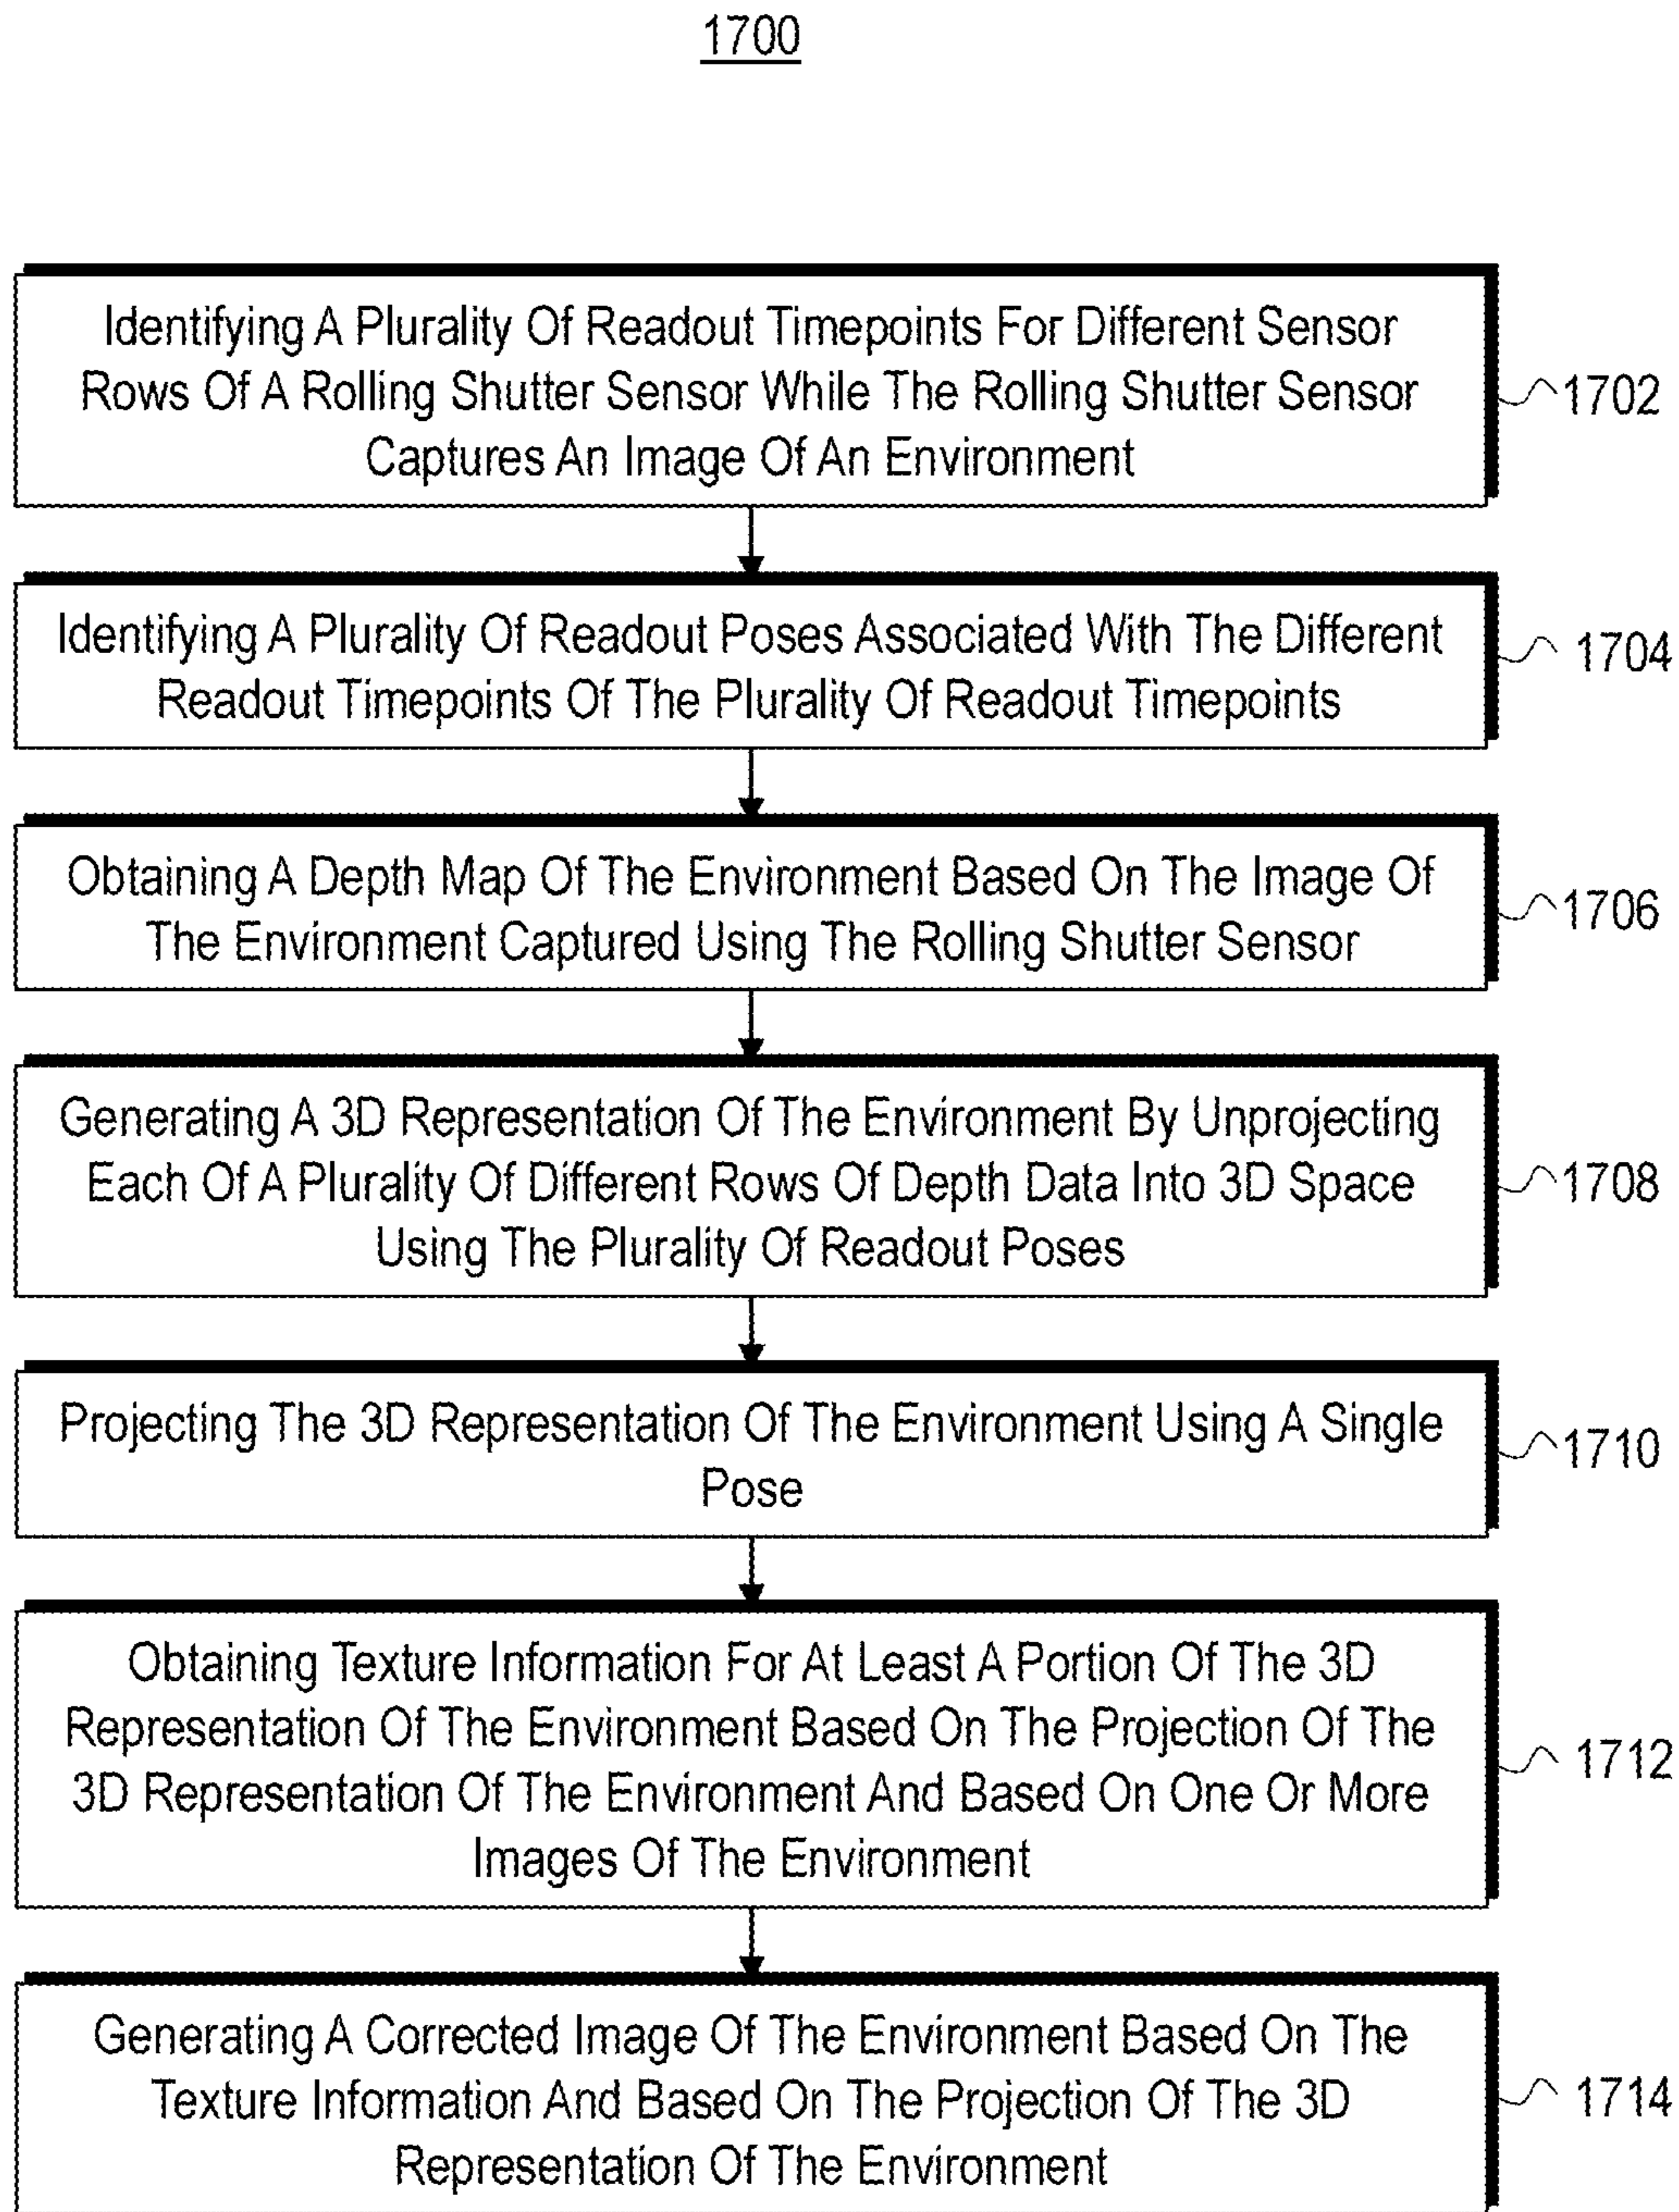 1700
Identifying A Plurality Of Readout Timepoints For Different Sensor
Rows Of A Rolling Shutter Sensor While The Rolling Shutter Sensor
Captures An Image Of An Environment
1702
Identifying A Plurality Of Readout Poses Associated With The Different
Readout Timepoints Of The Plurality Of Readout Timepoints
1704
Obtaining A Depth Map Of The Environment Based On The Image Of
The Environment Captured Using The Rolling Shutter Sensor
1706
Generating A 3D Representation Of The Environment By Unprojecting
Each Of A Plurality Of Different Rows Of Depth Data Into 3D Space
Using The Plurality Of Readout Poses
1708
Projecting The 3D Representation Of The Environment Using A Single
Pose
1710
Obtaining Texture Information For At Least A Portion Of The 3D
Representation Of The Environment Based On The Projection Of The
3D Representation Of The Environment And Based On One Or More
Images Of The Environment
1712
Generating A Corrected Image Of The Environment Based On The
Texture Information And Based On The Projection Of The 3D
Representation Of The Environment
1714